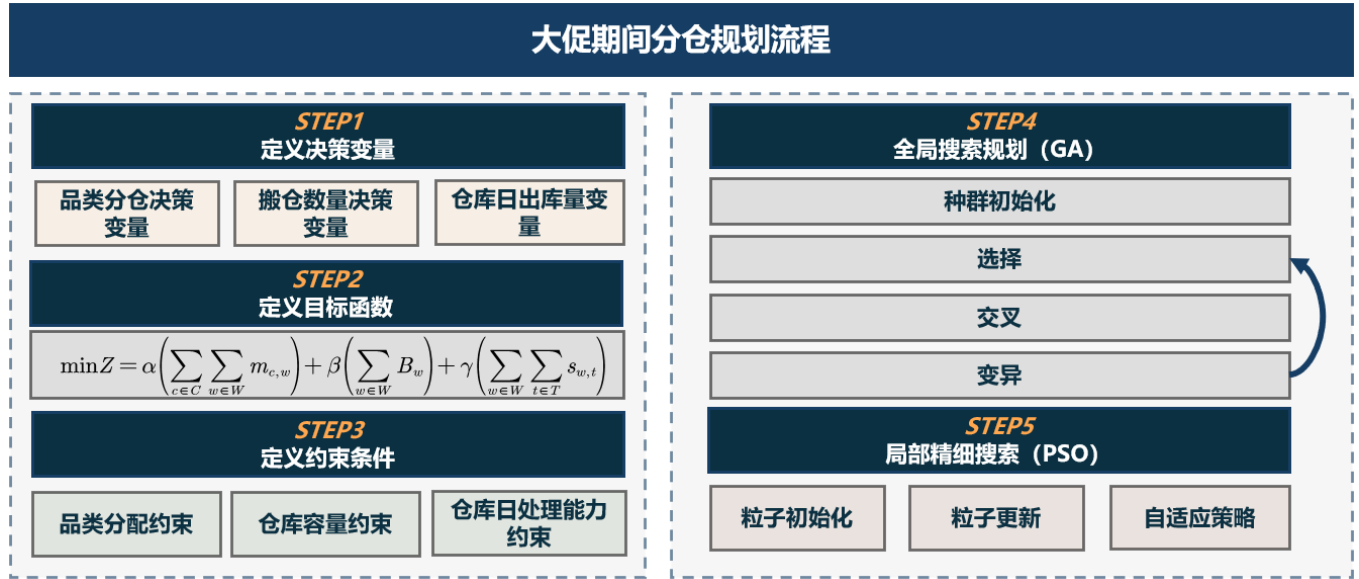 大促期间分仓规划流程
STEP1
定义决策变量
品类分仓决策
变量
搬仓数量决策
变量
仓库日出库量变
量
STEP2
定义目标函数
minZ = α(∑_{c∈C} ∑_{w∈W} m_{c,w}) + β(∑_{w∈W} B_w) + γ(∑_{w∈W} ∑_{t∈T} s_{w,t})
STEP3
定义约束条件
品类分配约束
仓库容量约束
仓库日处理能力
约束
STEP4
全局搜索规划（GA）
种群初始化
选择
交叉
变异
STEP5
局部精细搜索（PSO）
粒子初始化
粒子更新
自适应策略